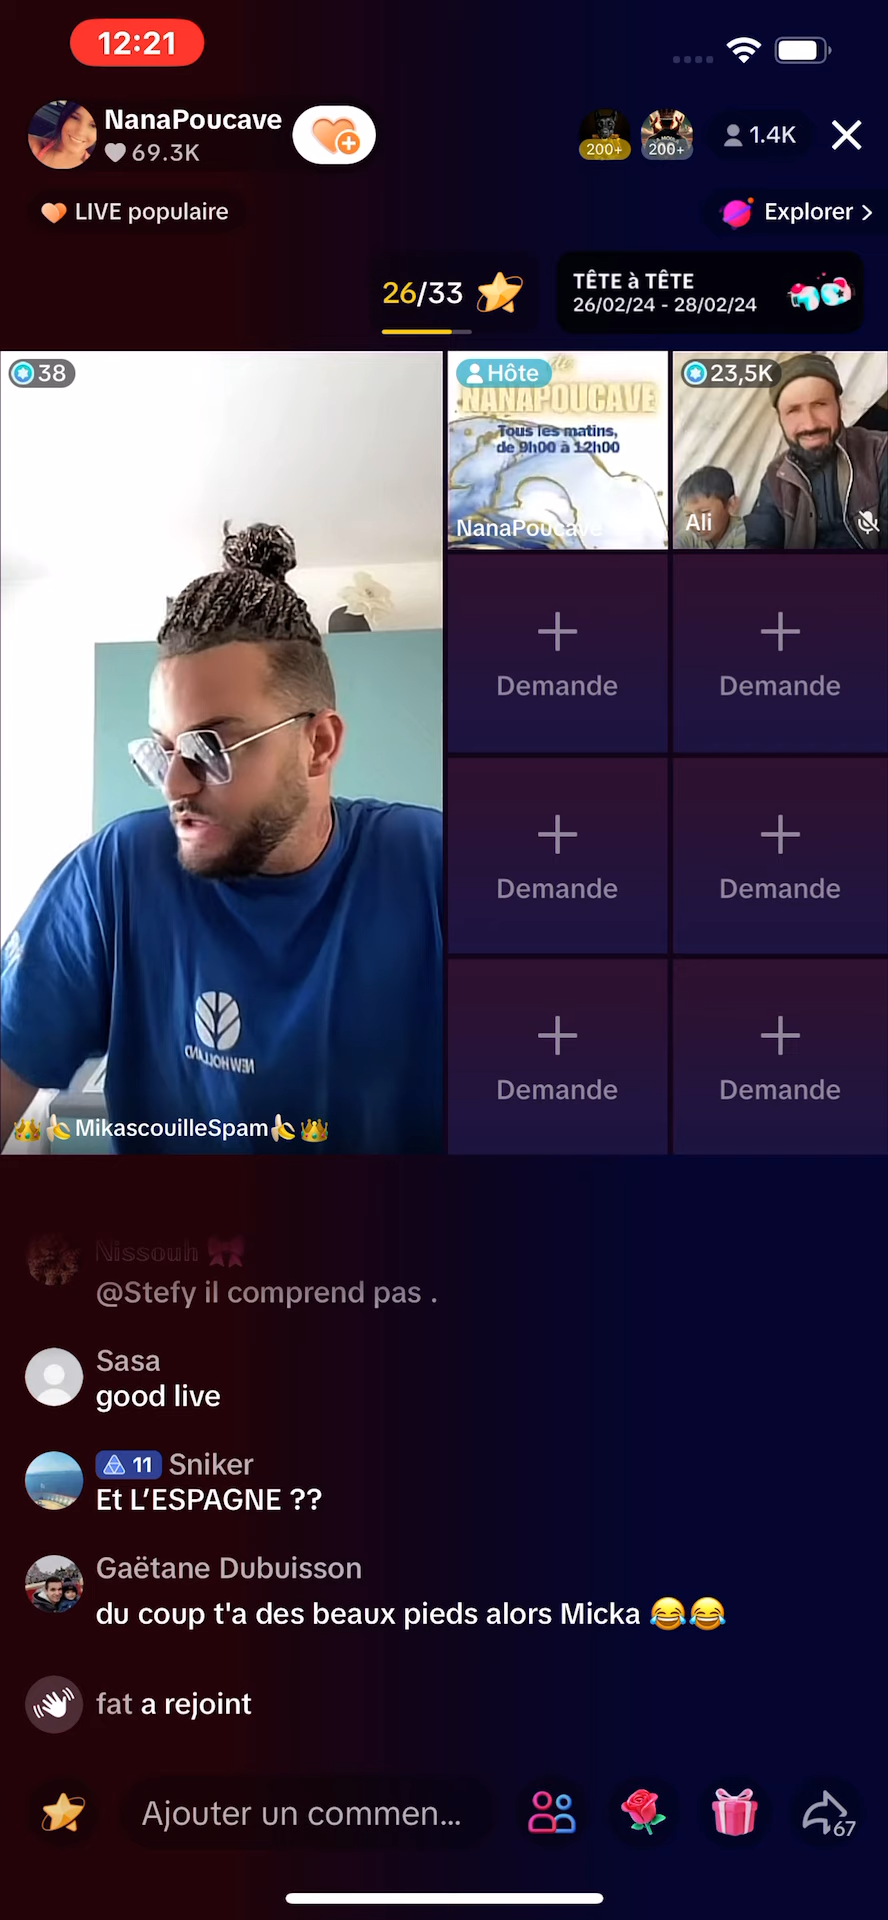 12:21
NanaPoucave
69.3K
200+
200+
1.4K
LIVE populaire
Explorer >
26/33
TÊTE à TÊTE
26/02/24 - 28/02/24
38
Hôte
de
NANAPOUCAVE
Tous les matins,
de 9h00 à 12h00
NanaPoucave
23,5K
Ali
Demande
Demande
Demande
Demande
Demande
Demande
NEW HOLLAND
👑🍌MikascouilleSpam🍌👑
Nissouh 🎀
@Stefy il comprend pas .
Sasa
good live
11 Sniker
Et L'ESPAGNE ??
Gaëtane Dubuisson
du coup t'a des beaux pieds alors Micka 😂😂
fat a rejoint
Ajouter un commen...
67